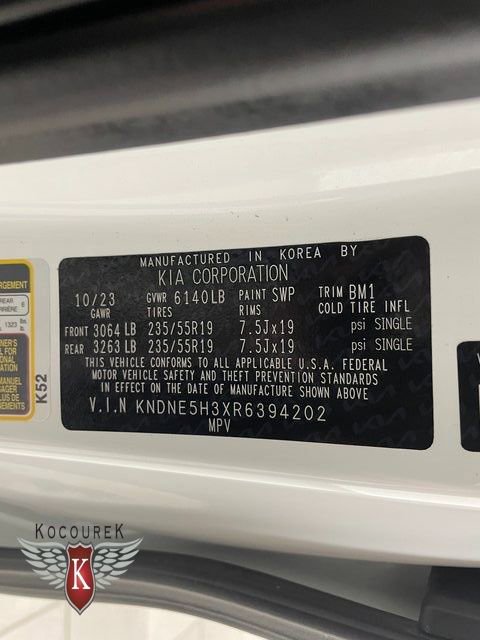 MANUFACTURED IN KOREA BY
KIA CORPORATION
10/23 GVWR 6140LB PAINT SWP TRIM BM1
GAWR TIRES RIMS COLD TIRE INFL
FRONT 3064 LB 235/55R19 7.5Jx19 psi SINGLE
REAR 3263 LB 235/55R19 7.5Jx19 psi SINGLE
THIS VEHICLE CONFORMS TO ALL APPLICABLE U.S.A. FEDERAL
MOTOR VEHICLE SAFETY AND THEFT PREVENTION STANDARDS
IN EFFECT ON THE DATE OF MANUFACTURE SHOWN ABOVE
V.I.N KNDNE5H3XR6394202
MPV
REAR 6
1323
K52
KOCOUREK
K